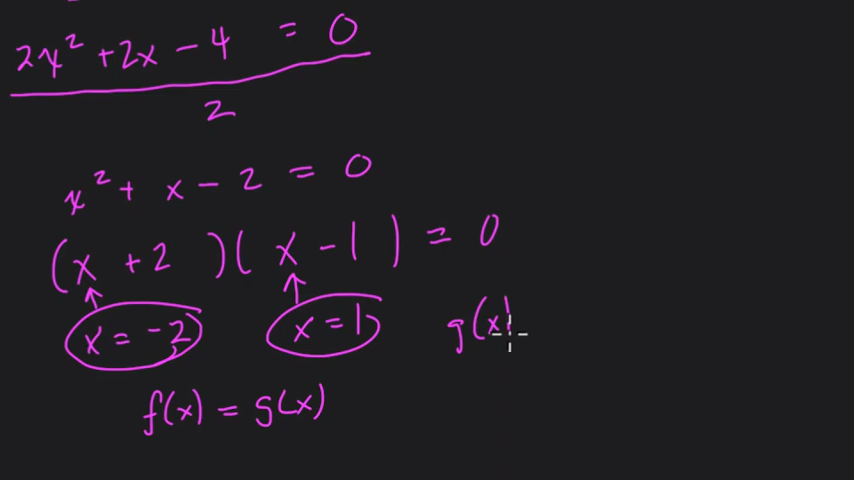 2x² + 2x - 4 = 0
2
x² + x - 2 = 0
(x + 2)(x - 1) = 0
x = -2 x = 1 g(x)
f(x) = g(x)